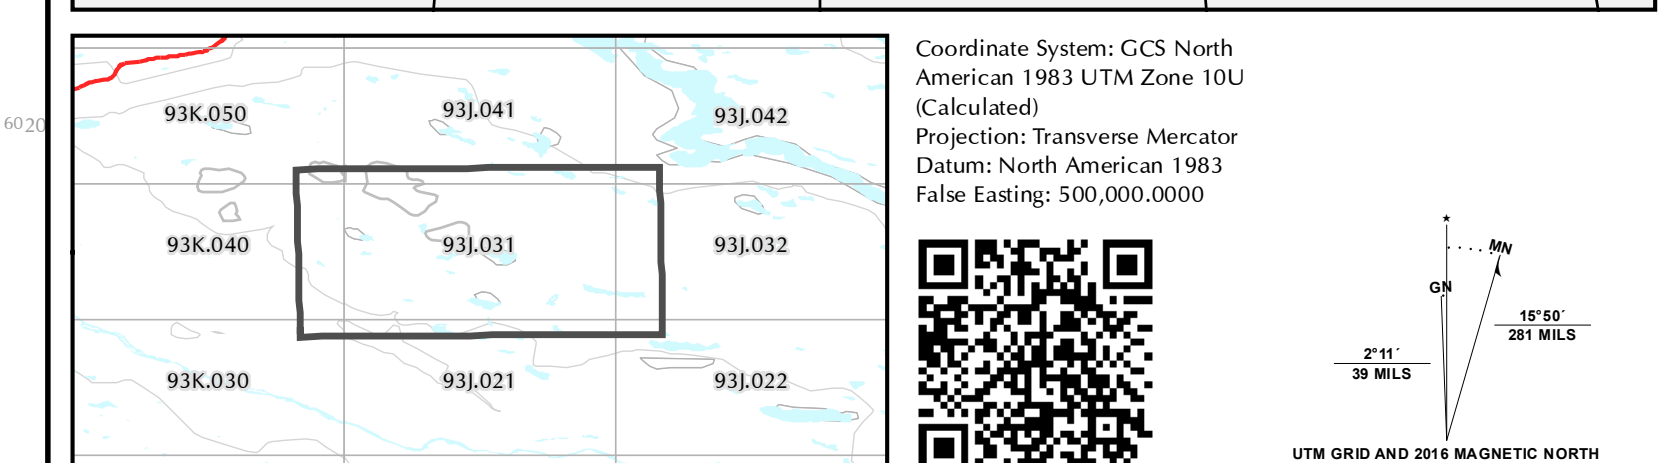 6020
93K.050
93J.041
93J.042
93K.040
93J.031
93J.032
93K.030
93J.021
93J.022
Coordinate System: GCS North
American 1983 UTM Zone 10U
(Calculated)
Projection: Transverse Mercator
Datum: North American 1983
False Easting: 500,000.0000
MN
GN
15°50´
281 MILS
2°11´
39 MILS
UTM GRID AND 2016 MAGNETIC NORTH